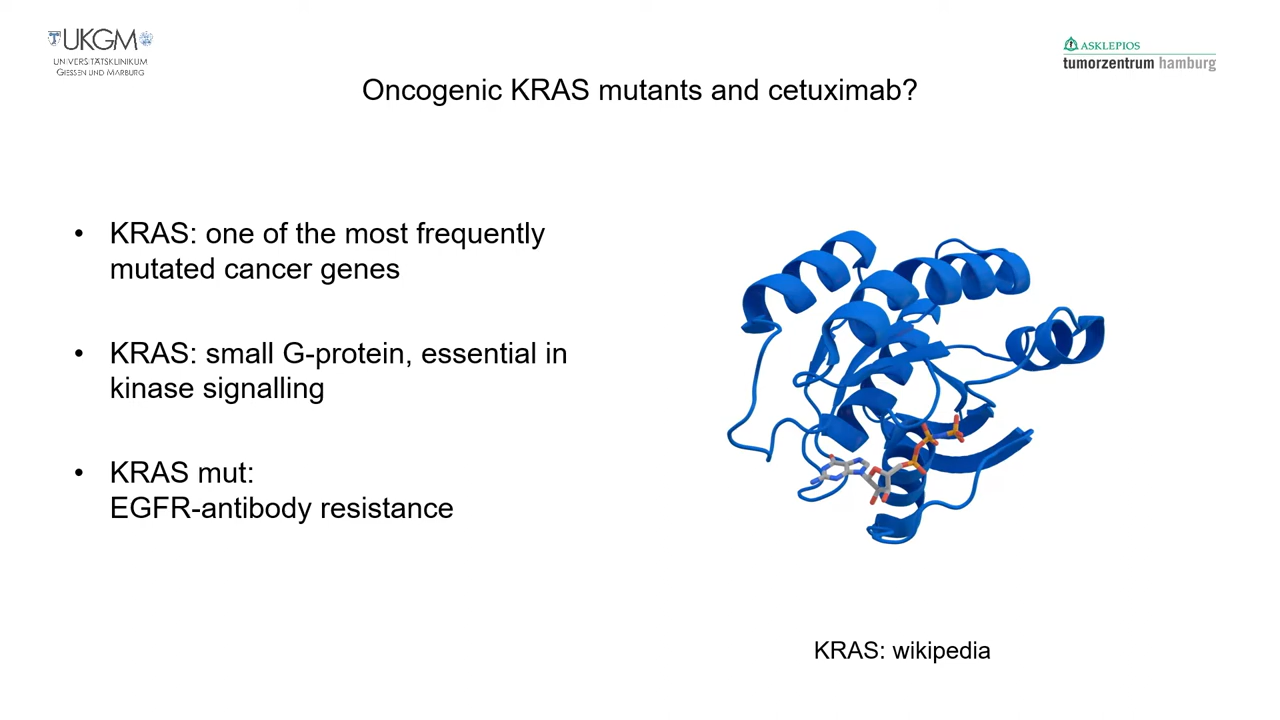 UKGM
UNIVERSITÄTSKLINIKUM
GIESSEN UND MARBURG
ASKLEPIOS
tumorzentrum hamburg
Oncogenic KRAS mutants and cetuximab?
• KRAS: one of the most frequently
mutated cancer genes
• KRAS: small G-protein, essential in
kinase signalling
• KRAS mut:
EGFR-antibody resistance
KRAS: wikipedia